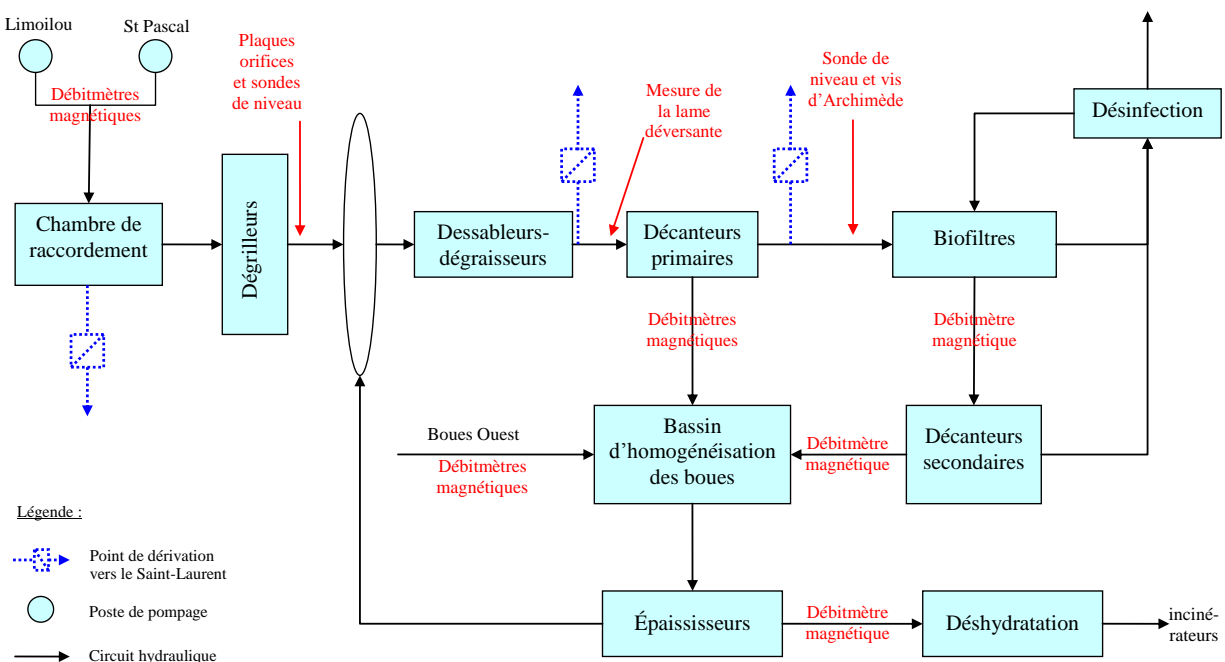 Limoilou
St Pascal
Débitmètres
magnétiques
Plaques
orifices
et sondes
de niveau
Mesure de
la lame
déversante
Sonde de
niveau et vis
d’Archimède
Désinfection
Chambre de
raccordement
Dégrilleurs
Dessableurs-
dégraisseurs
Décanteurs
primaires
Biofiltres
Débitmètres
magnétiques
Débitmètre
magnétique
Boues Ouest
Débitmètres
magnétiques
Bassin
d’homogénéisation
des boues
Débitmètre
magnétique
Décanteurs
secondaires
Légende :
Point de dérivation
vers le Saint-Laurent
Poste de pompage
Circuit hydraulique
Épaississeurs
Débitmètre
magnétique
Déshydratation
inciné-
rateurs